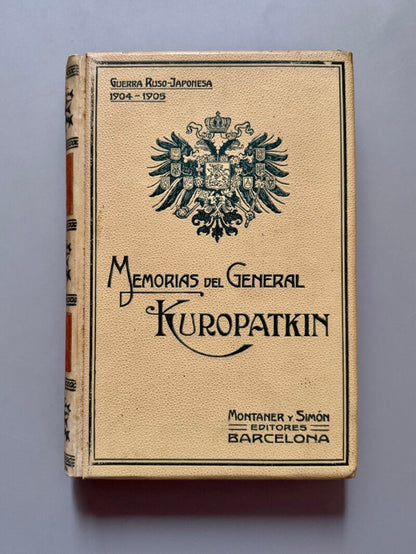 Guerra Ruso-Japonesa
1904-1905
Memorias del General
Kuropatkin
Montaner y Simón
EDITORES
BARCELONA